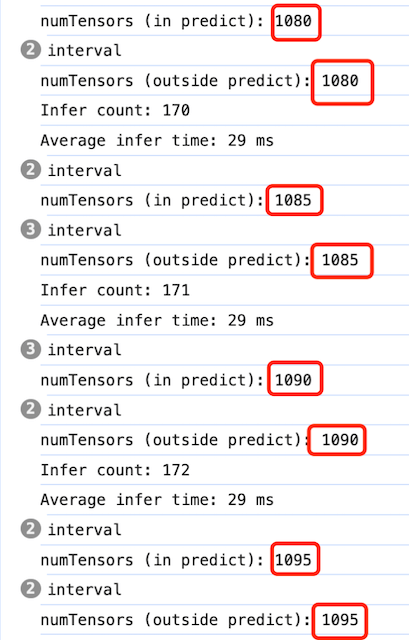 numTensors (in predict): 1080
2 interval
numTensors (outside predict): 1080
Infer count: 170
Average infer time: 29 ms
2 interval
numTensors (in predict): 1085
3 interval
numTensors (outside predict): 1085
Infer count: 171
Average infer time: 29 ms
3 interval
numTensors (in predict): 1090
2 interval
numTensors (outside predict): 1090
Infer count: 172
Average infer time: 29 ms
2 interval
numTensors (in predict): 1095
2 interval
numTensors (outside predict): 1095